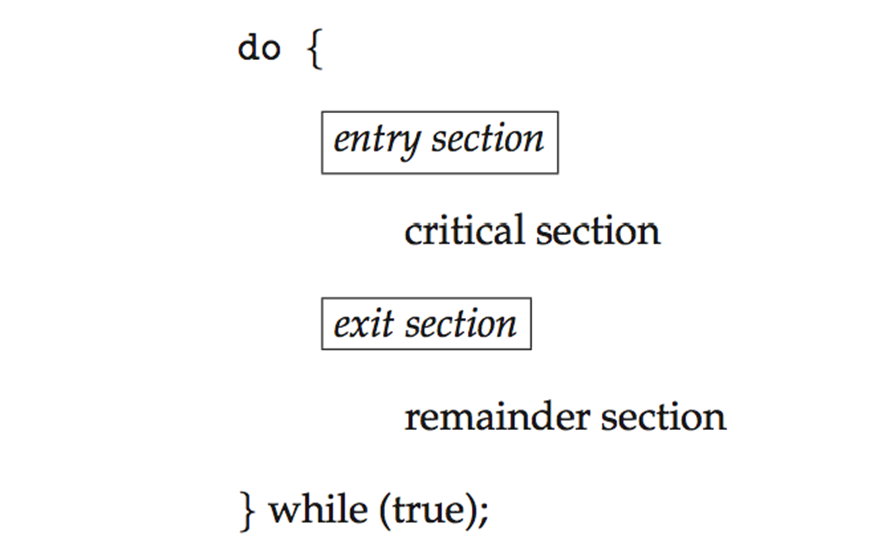 do {
entry section
critical section
exit section
remainder section
} while (true);